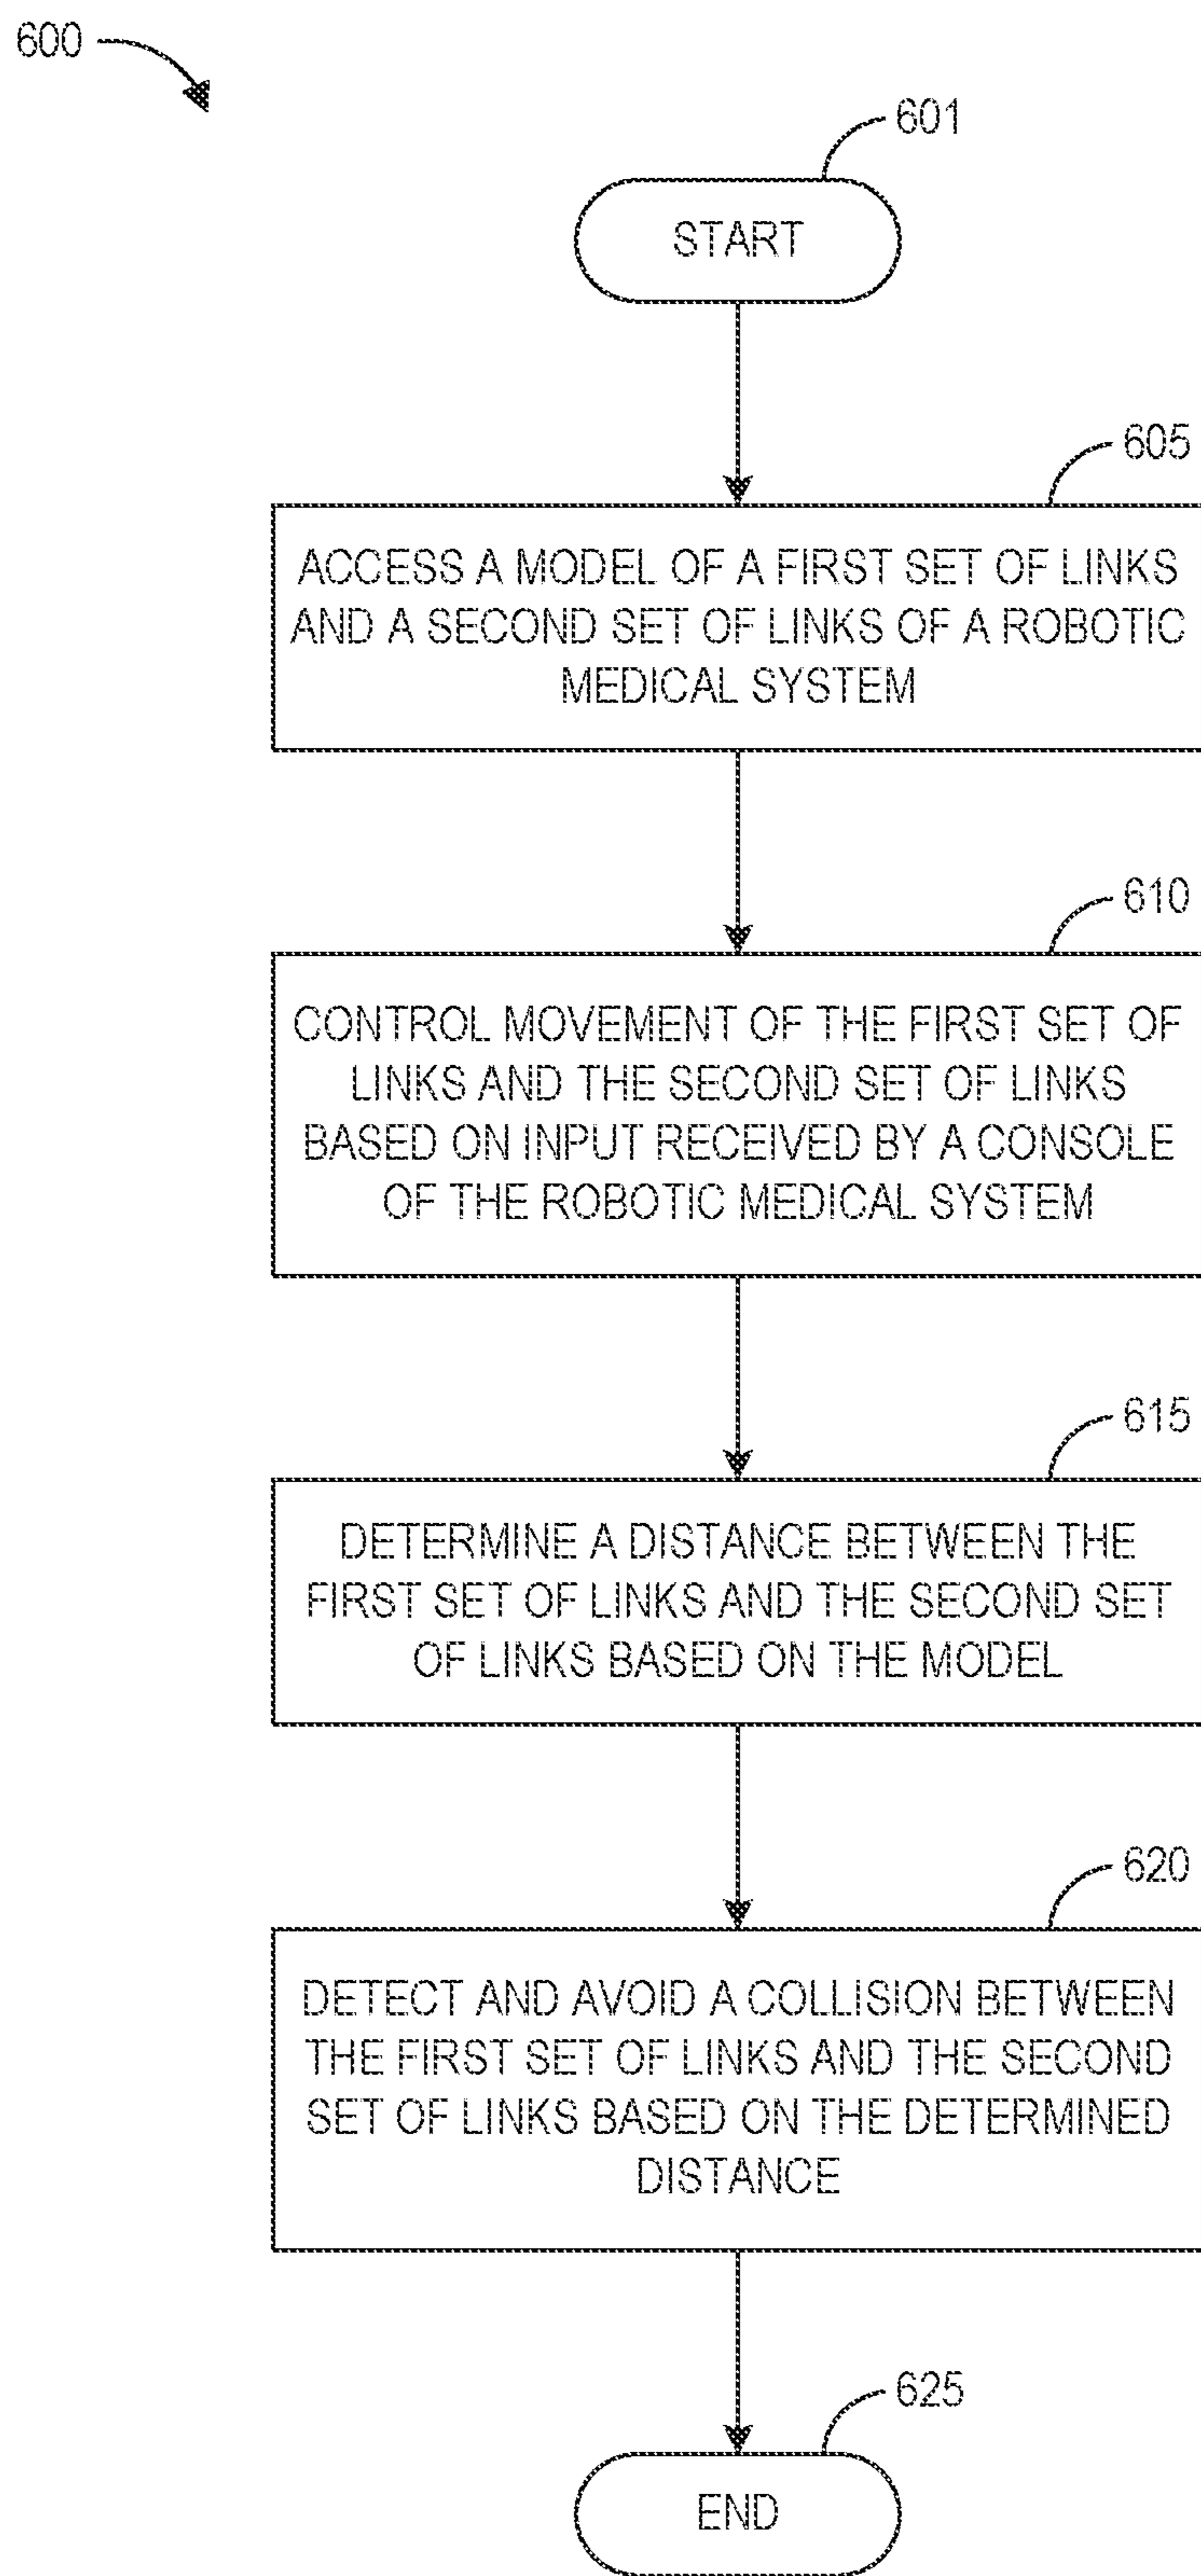 600
601
START
605
ACCESS A MODEL OF A FIRST SET OF LINKS
AND A SECOND SET OF LINKS OF A ROBOTIC
MEDICAL SYSTEM
610
CONTROL MOVEMENT OF THE FIRST SET OF
LINKS AND THE SECOND SET OF LINKS
BASED ON INPUT RECEIVED BY A CONSOLE
OF THE ROBOTIC MEDICAL SYSTEM
615
DETERMINE A DISTANCE BETWEEN THE
FIRST SET OF LINKS AND THE SECOND SET
OF LINKS BASED ON THE MODEL
620
DETECT AND AVOID A COLLISION BETWEEN
THE FIRST SET OF LINKS AND THE SECOND
SET OF LINKS BASED ON THE DETERMINED
DISTANCE
625
END